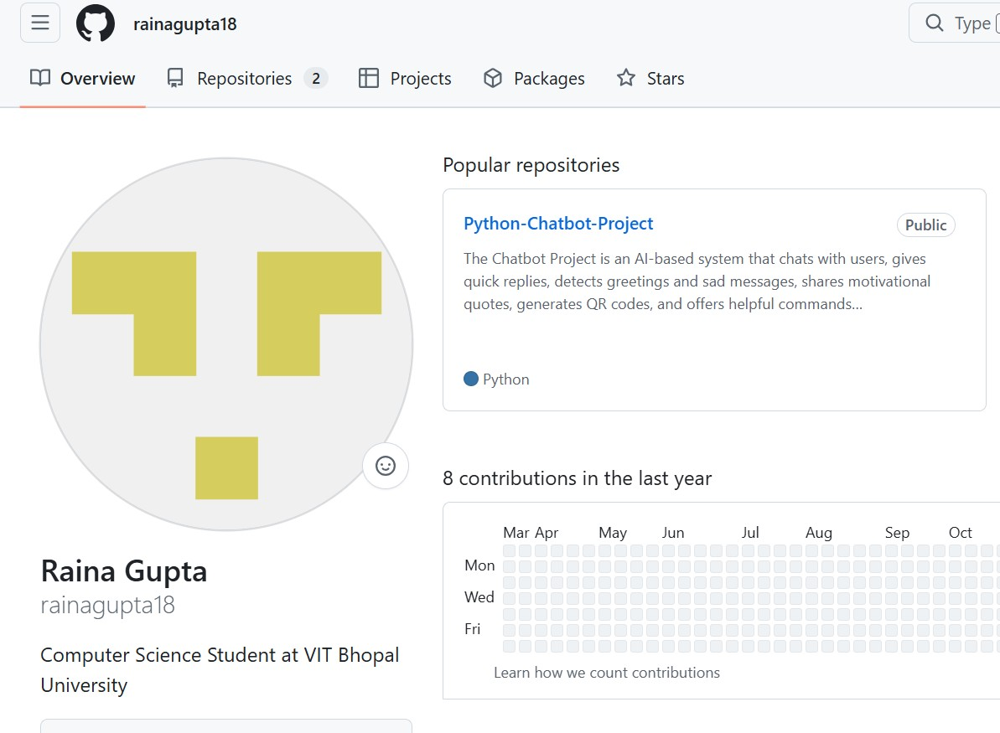 rainagupta18
Type
Overview Repositories 2 Projects Packages Stars
Popular repositories
Python-Chatbot-Project Public
The Chatbot Project is an AI-based system that chats with users, gives
quick replies, detects greetings and sad messages, shares motivational
quotes, generates QR codes, and offers helpful commands...
Python
8 contributions in the last year
Mar Apr May Jun Jul Aug Sep Oct
Mon
Wed
Fri
Learn how we count contributions
Raina Gupta
rainagupta18
Computer Science Student at VIT Bhopal
University